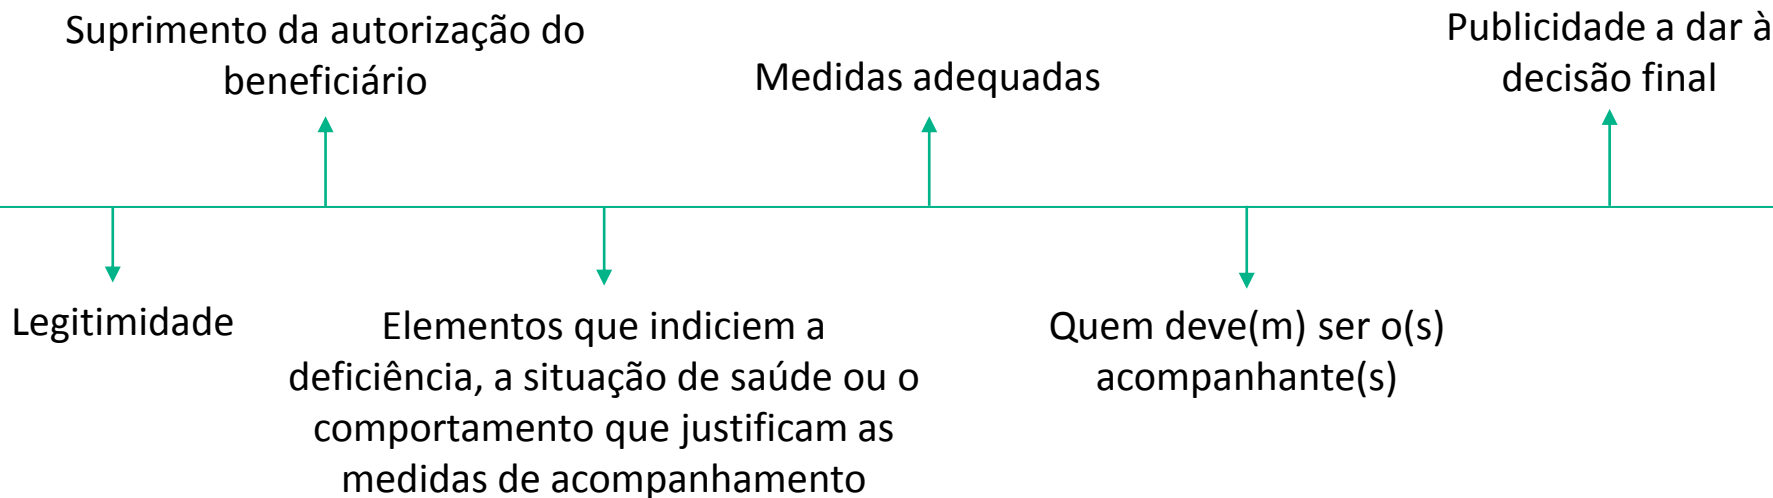 Suprimento da autorização do
beneficiário
Medidas adequadas
Publicidade a dar à
decisão final
Legitimidade
Elementos que indiciem a
deficiência, a situação de saúde ou o
comportamento que justificam as
medidas de acompanhamento
Quem deve(m) ser o(s)
acompanhante(s)